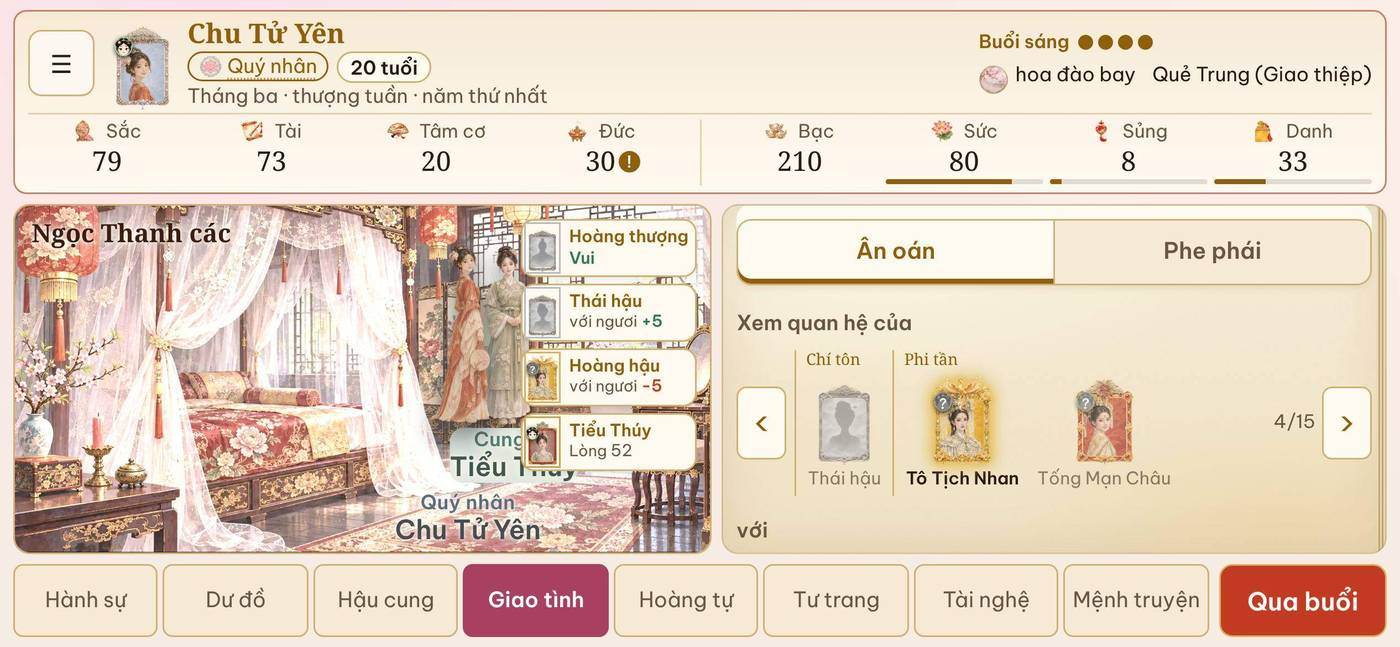 ☰
Chu Tử Yên
Quý nhân
20 tuổi
Tháng ba · thượng tuần · năm thứ nhất
Buổi sáng
hoa đào bay Quẻ Trung (Giao thiệp)
Sắc
79
Tài
73
Tâm cơ
20
Đức
30 !
Bạc
210
Sức
80
Sủng
8
Danh
33
Ngọc Thanh các
Hoàng thượng
Vui
Thái hậu
với ngươi +5
Hoàng hậu
với ngươi -5
Tiểu Thúy
Lòng 52
Cung
Tiểu Thúy
Quý nhân
Chu Tử Yên
Ân oán
Phe phái
Xem quan hệ của
Chí tôn
Phi tần
?
?
Thái hậu
Tô Tịch Nhan
Tống Mạn Châu
4/15
với
Hành sự
Dư đồ
Hậu cung
Giao tình
Hoàng tự
Tư trang
Tài nghệ
Mệnh truyện
Qua buổi